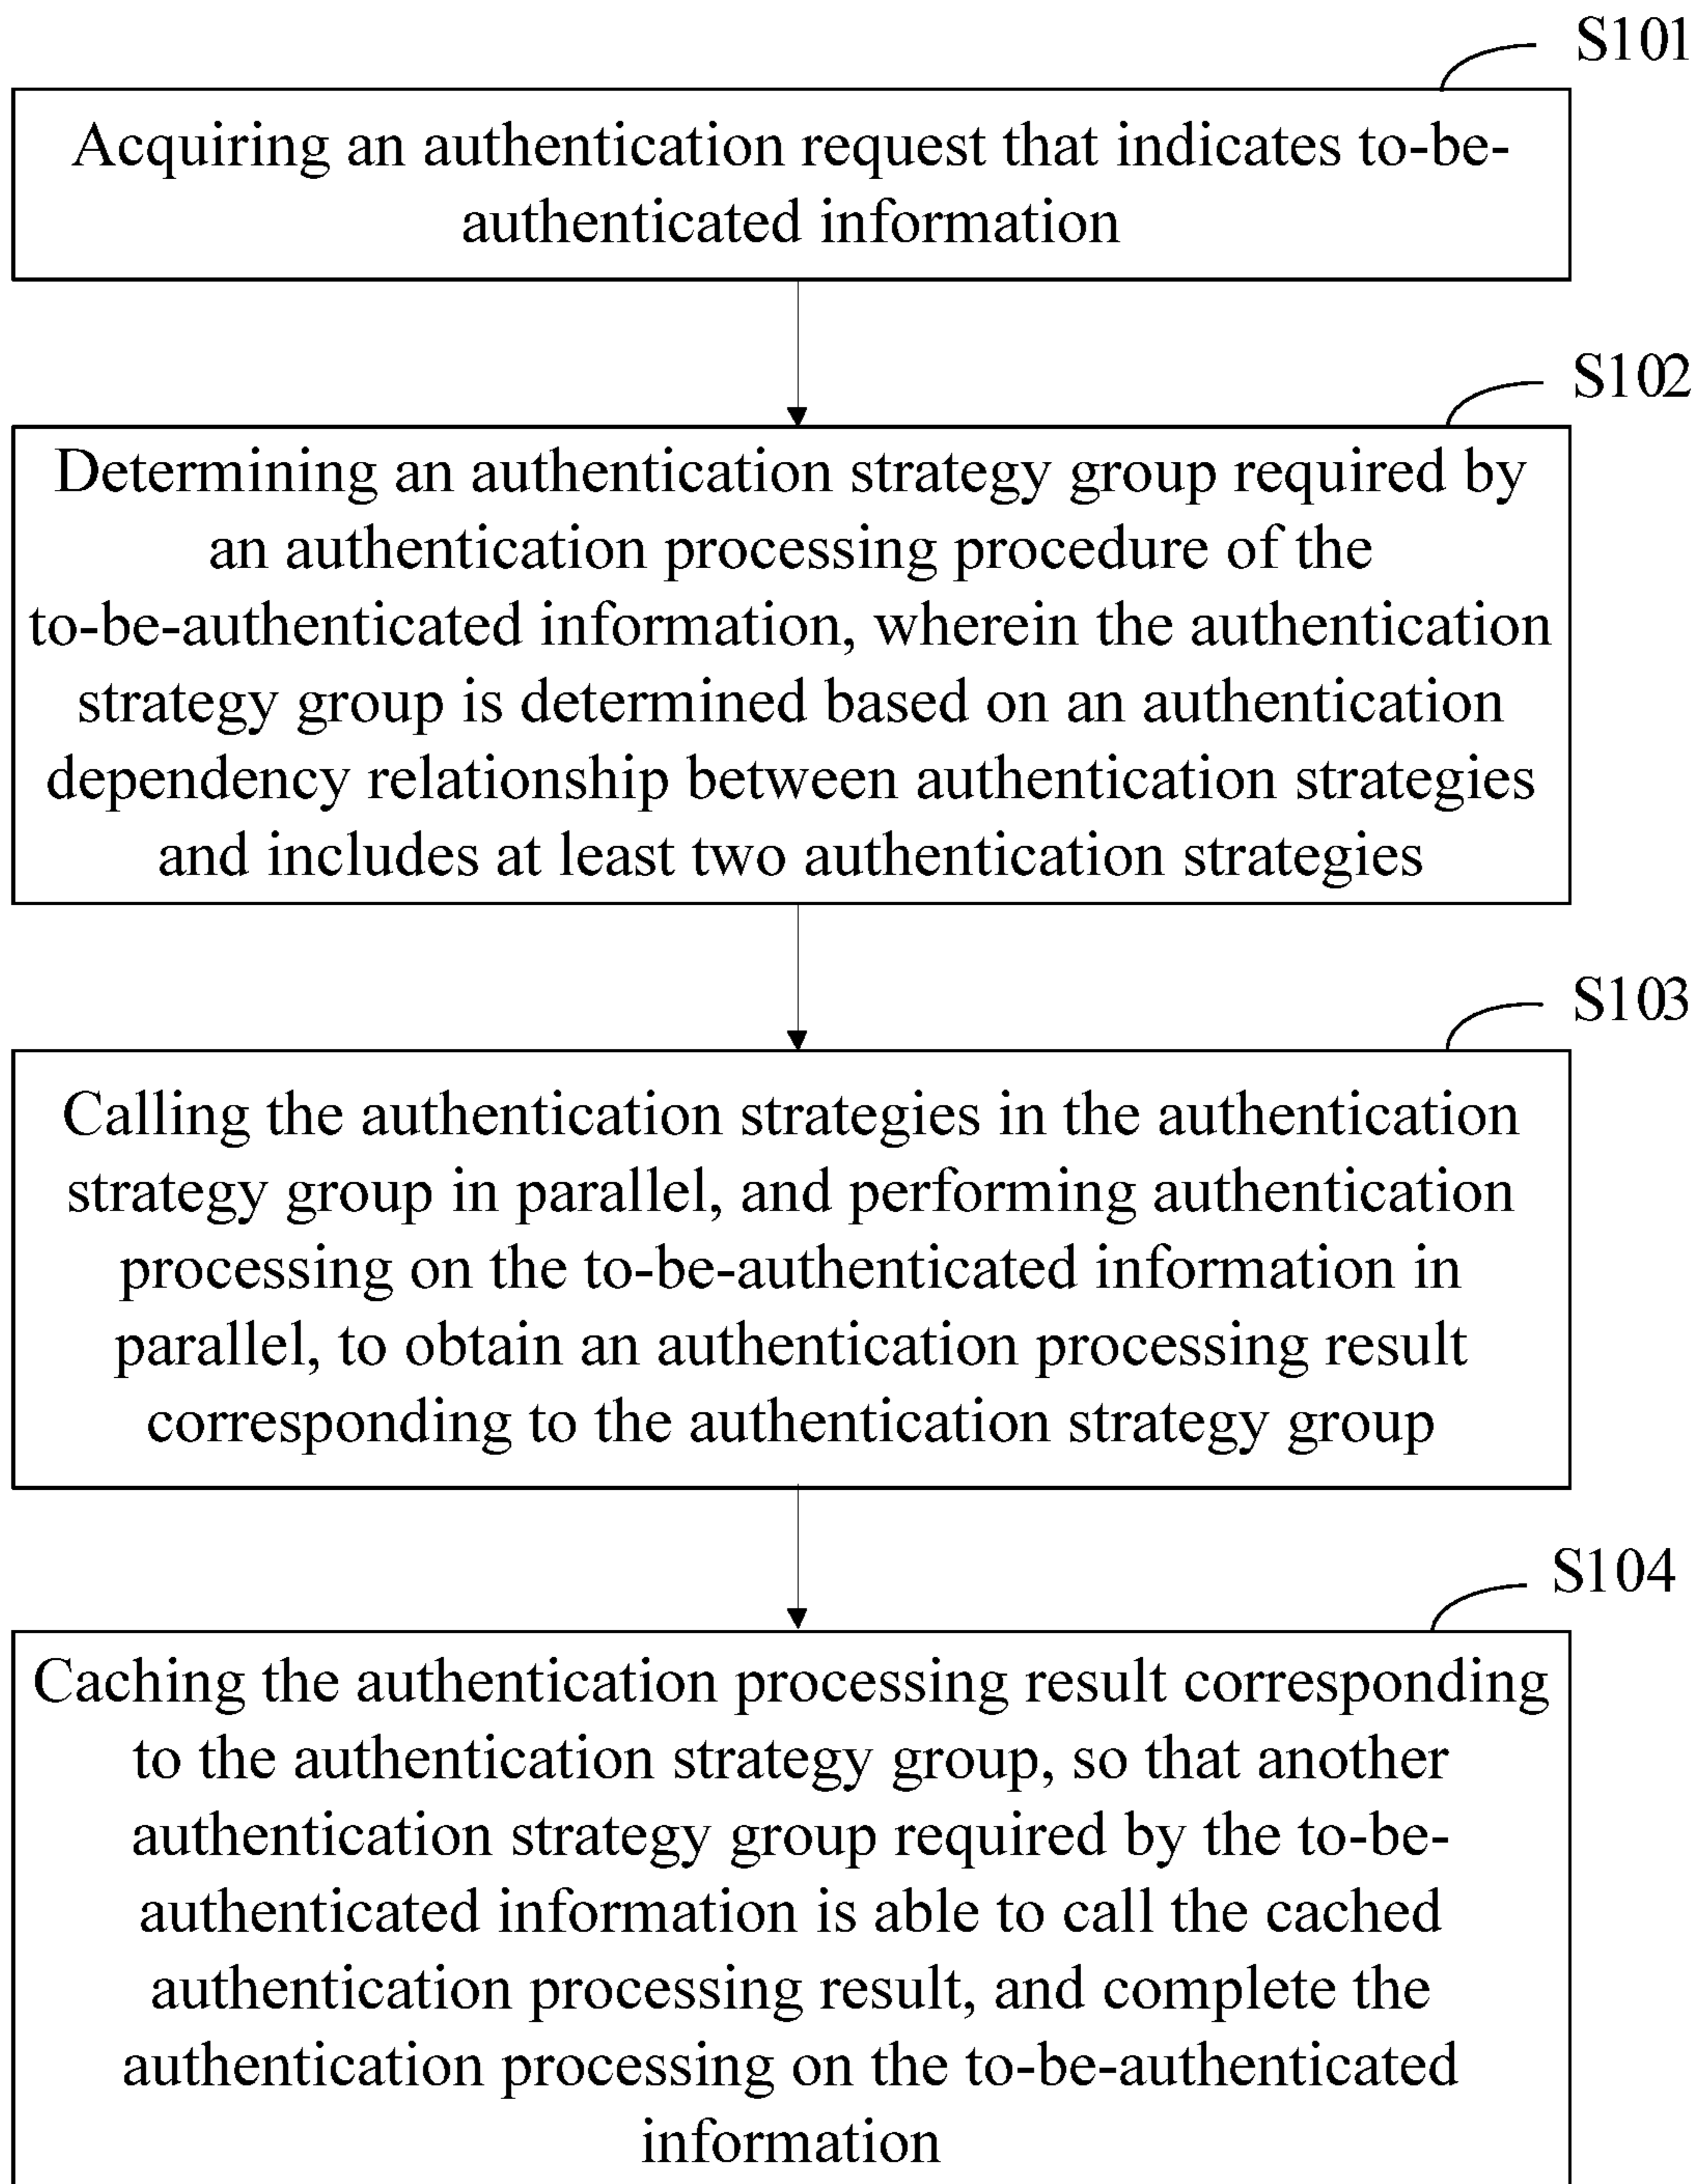 S101
Acquiring an authentication request that indicates to-be-
authenticated information
S102
Determining an authentication strategy group required by
an authentication processing procedure of the
to-be-authenticated information, wherein the authentication
strategy group is determined based on an authentication
dependency relationship between authentication strategies
and includes at least two authentication strategies
S103
Calling the authentication strategies in the authentication
strategy group in parallel, and performing authentication
processing on the to-be-authenticated information in
parallel, to obtain an authentication processing result
corresponding to the authentication strategy group
S104
Caching the authentication processing result corresponding
to the authentication strategy group, so that another
authentication strategy group required by the to-be-
authenticated information is able to call the cached
authentication processing result, and complete the
authentication processing on the to-be-authenticated
information